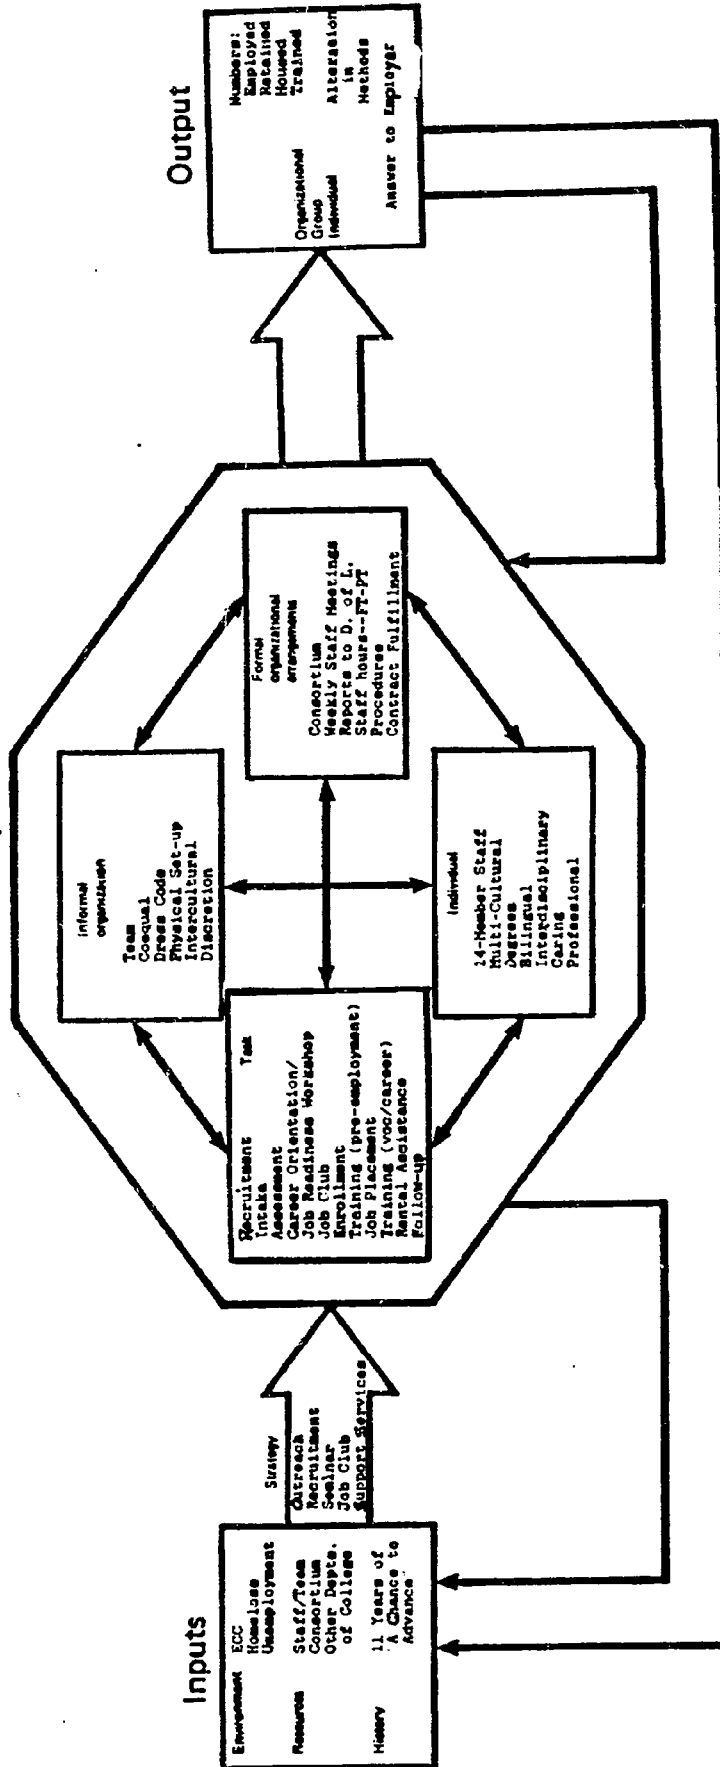 Inputs
Environment ECC
Homeless
Unemployment
Resources Staff/Team
Consortium
Other Depts.
of College
History 11 Years of
"A Chance to
Advance"
Strategy
Outreach
Recruitment
Seminar
Job Club
Support Services
Task
Recruitment
Intake
Assessment
Career Orientation/
Job Readiness Workshop
Job Club
Enrollment
Training (pre-employment)
Job Placement
Training (voc/career)
Rental Assistance
Follow-up
Informal
organization
Team
Coequal
Dress Code
Physical Set-up
Intercultural
Discretion
Formal
organizational
arrangements
Consortium
Weekly Staff Meetings
Reports to D. of L.
Staff hours--FT-PT
Procedures
Contract Fulfillment
Individual
14-Member Staff
Multi-Cultural
Degrees
Bilingual
Interdisciplinary
Caring
Professional
Output
Numbers:
Employed
Retained
Housed
Trained
Organizational
Group
Individual
Alteration
in
Methods
Answer to Employer